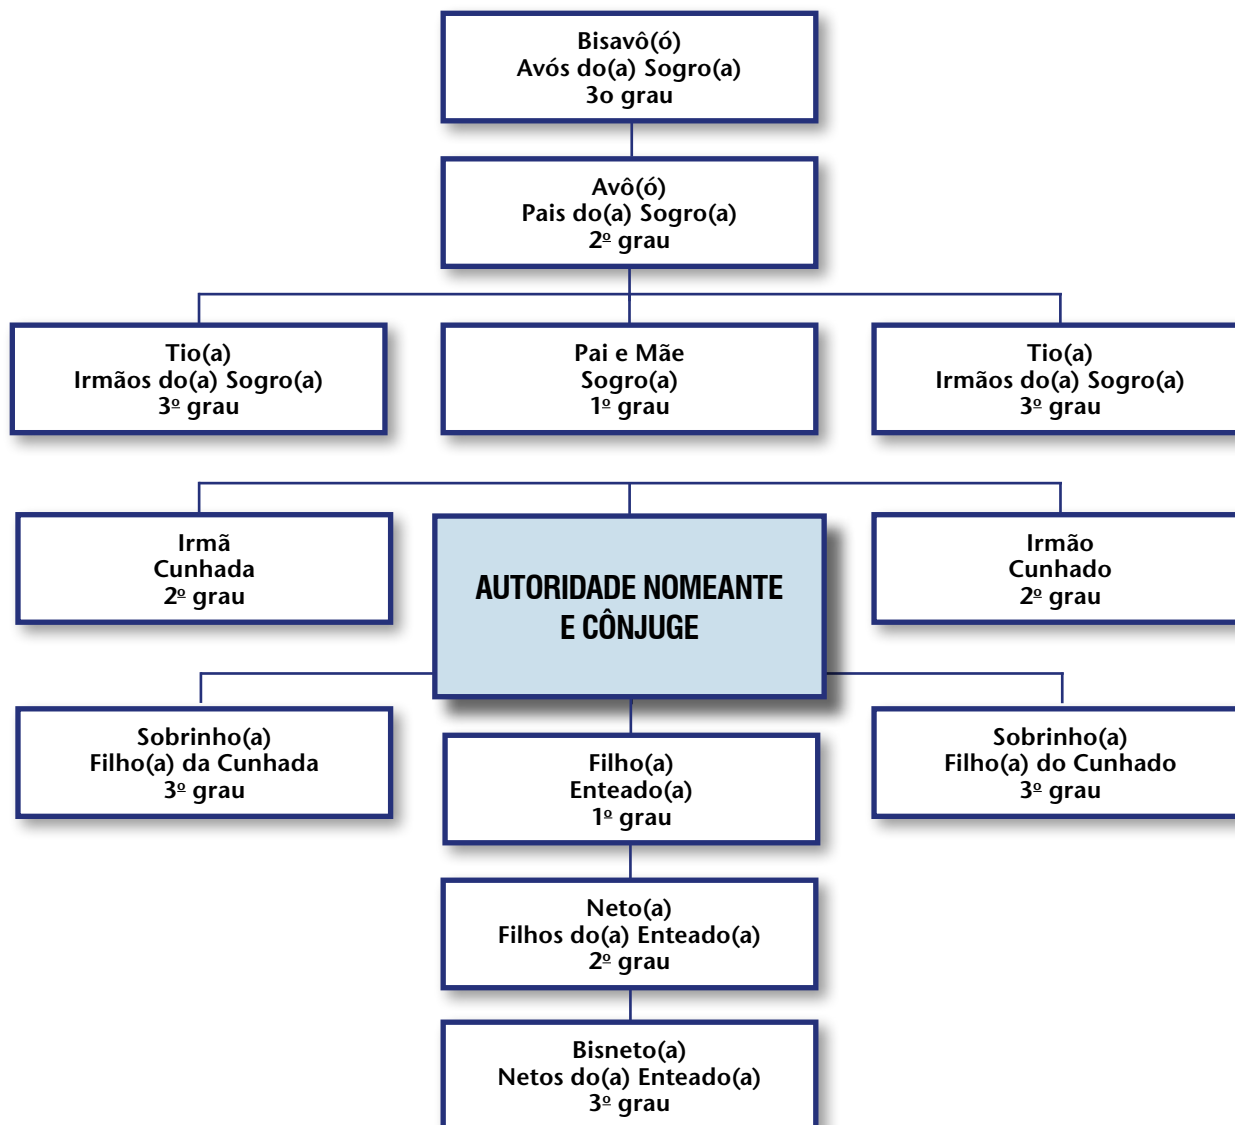 Bisavô(ó)
Avós do(a) Sogro(a)
3o grau
Avô(ó)
Pais do(a) Sogro(a)
2º grau
Tio(a)
Irmãos do(a) Sogro(a)
3º grau
Pai e Mãe
Sogro(a)
1º grau
Tio(a)
Irmãos do(a) Sogro(a)
3º grau
Irmã
Cunhada
2º grau
AUTORIDADE NOMEANTE
E CÔNJUGE
Irmão
Cunhado
2º grau
Sobrinho(a)
Filho(a) da Cunhada
3º grau
Filho(a)
Enteado(a)
1º grau
Sobrinho(a)
Filho(a) do Cunhado
3º grau
Neto(a)
Filhos do(a) Enteado(a)
2º grau
Bisneto(a)
Netos do(a) Enteado(a)
3º grau